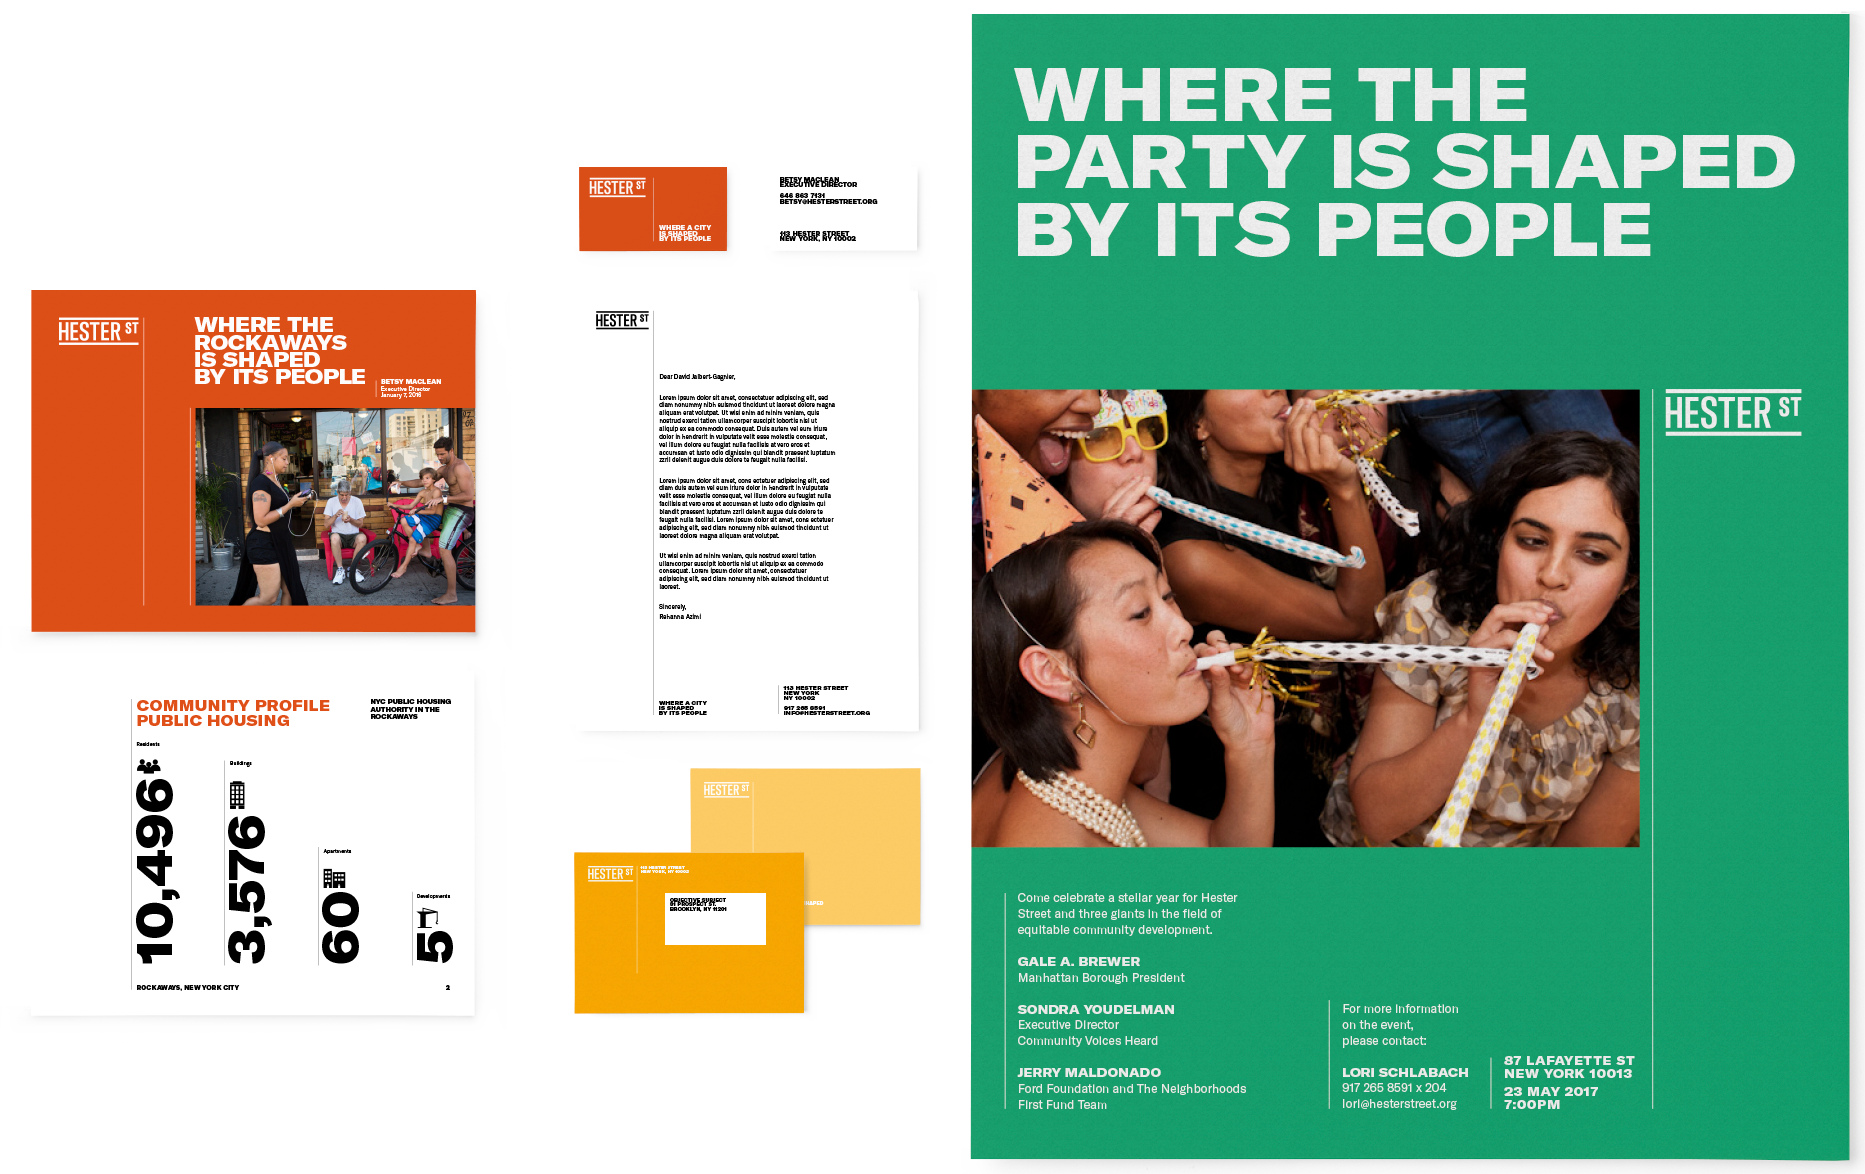 HESTER ST
WHERE THE
ROCKAWAYS
IS SHAPED
BY ITS PEOPLE
BETSY MACLEAN
Executive Director
January 7, 2016
COMMUNITY PROFILE
PUBLIC HOUSING
NYC PUBLIC HOUSING
AUTHORITY IN THE
ROCKAWAYS
Residents
10,496
Buildings
3,576
Apartments
60
Developments
5
ROCKAWAYS, NEW YORK CITY
2
HESTER ST
WHERE A CITY
IS SHAPED
BY ITS PEOPLE
BETSY MACLEAN
EXECUTIVE DIRECTOR
646 863 7131
BETSY@HESTERSTREET.ORG
113 HESTER STREET
NEW YORK, NY 10002
HESTER ST
Dear David Jalbert-Gagnier,
Lorem ipsum dolor sit amet, consectetuer adipiscing elit, sed
diam nonummy nibh euismod tincidunt ut laoreet dolore magna
aliquam erat volutpat. Ut wisi enim ad minim veniam, quis
nostrud exerci tation ullamcorper suscipit lobortis nisl ut
aliquip ex ea commodo consequat. Duis autem vel eum iriure
dolor in hendrerit in vulputate velit esse molestie consequat,
vel illum dolore eu feugiat nulla facilisis at vero eros et
accumsan et iusto odio dignissim qui blandit praesent luptatum
zzril delenit augue duis dolore te feugait nulla facilisi.
Lorem ipsum dolor sit amet, cons ectetuer adipiscing elit, sed
diam duis autem vel eum iriure dolor in hendrerit in vulputate
velit esse molestie consequat, vel illum dolore eu feugiat nulla
facilisis at vero eros et accumsan et iusto odio dignissim qui
blandit praesent luptatum zzril delenit augue duis dolore te
feugait nulla facilisi. Lorem ipsum dolor sit amet, cons ectetuer
adipiscing elit, sed diam nonummy nibh euismod tincidunt ut
laoreet dolore magna aliquam erat volutpat.
Ut wisi enim ad minim veniam, quis nostrud exerci tation
ullamcorper suscipit lobortis nisl ut aliquip ex ea commodo
consequat. Lorem ipsum dolor sit amet, consectetuer
adipiscing elit, sed diam nonummy nibh euismod tincidunt ut
laoreet.
Sincerely,
Rehanna Azimi
WHERE A CITY
IS SHAPED
BY ITS PEOPLE
113 HESTER STREET
NEW YORK
NY 10002
917 265 8591
INFO@HESTERSTREET.ORG
HESTER ST
SHAPED
HESTER ST
113 HESTER STREET
NEW YORK, NY 10002
OBJECTIVE SUBJECT
81 PROSPECT ST.
BROOKLYN, NY 11201
WHERE THE
PARTY IS SHAPED
BY ITS PEOPLE
HESTER ST
Come celebrate a stellar year for Hester
Street and three giants in the field of
equitable community development.
GALE A. BREWER
Manhattan Borough President
SONDRA YOUDELMAN
Executive Director
Community Voices Heard
JERRY MALDONADO
Ford Foundation and The Neighborhoods
First Fund Team
For more information
on the event,
please contact:
LORI SCHLABACH
917 265 8591 x 204
lori@hesterstreet.org
87 LAFAYETTE ST
NEW YORK 10013
23 MAY 2017
7:00PM